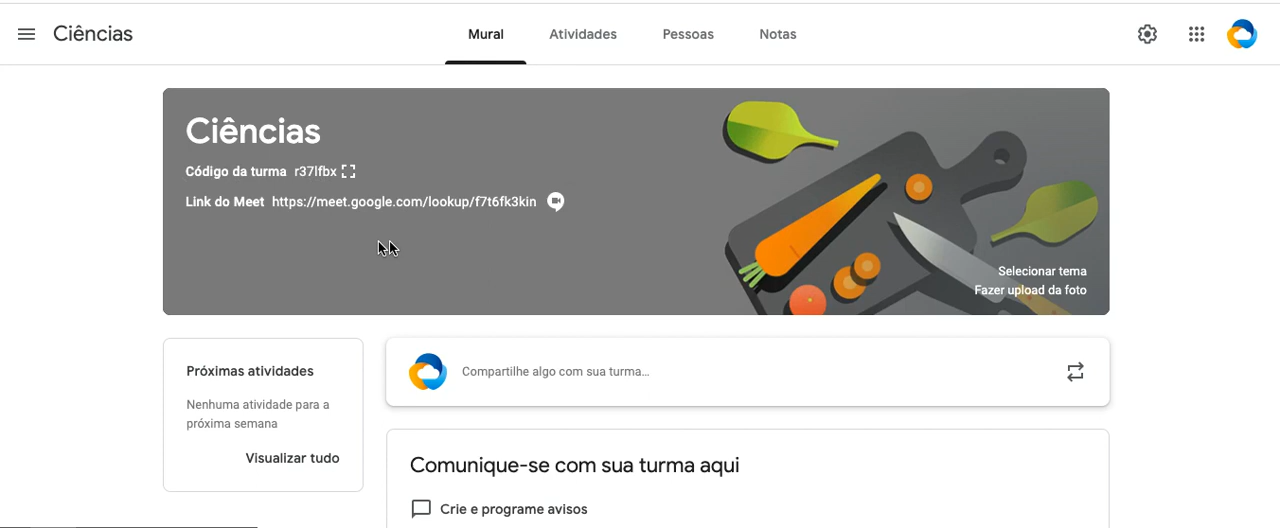 Ciências
Mural
Atividades
Pessoas
Notas
Ciências
Código da turma r37lfbx
Link do Meet https://meet.google.com/lookup/f7t6fk3kin
Selecionar tema
Fazer upload da foto
Próximas atividades
Nenhuma atividade para a
próxima semana
Visualizar tudo
Compartilhe algo com sua turma...
Comunique-se com sua turma aqui
Crie e programe avisos